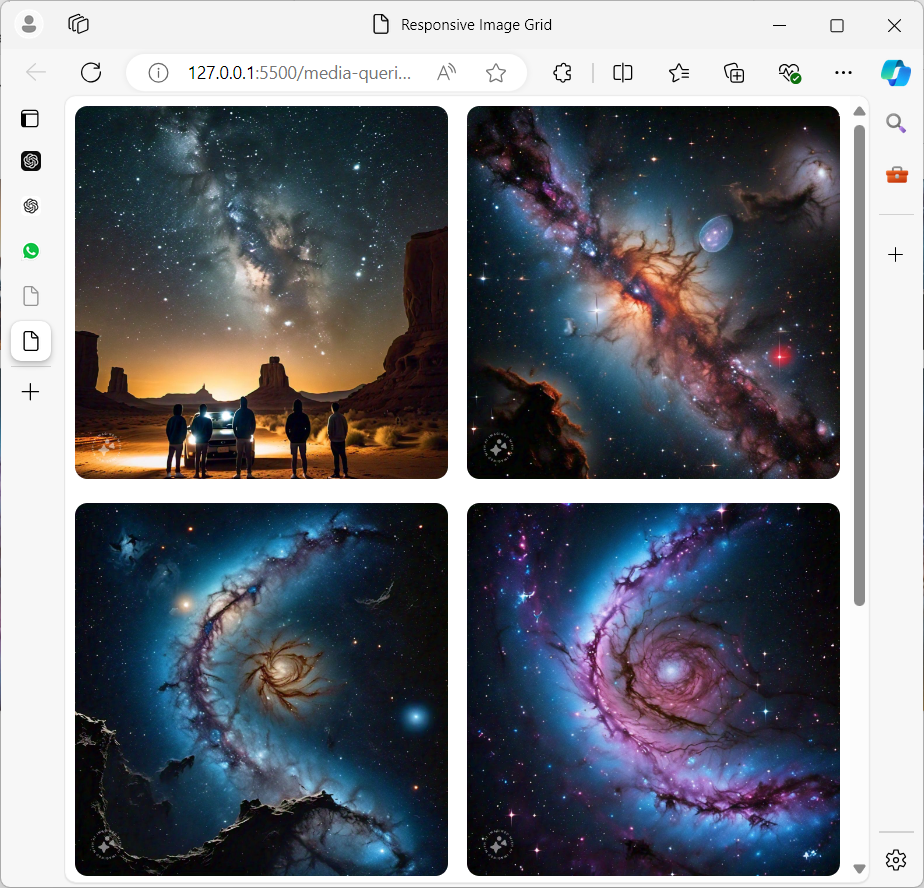 Responsive Image Grid
127.0.0.1:5500/media-queri...